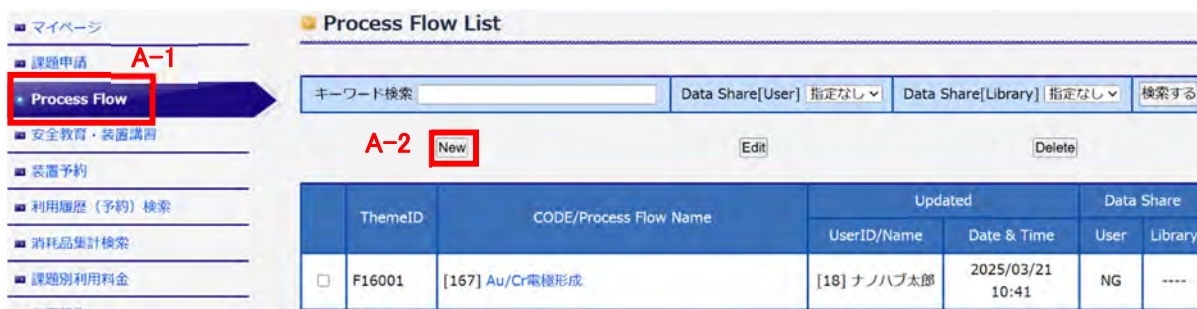 マイページ
課題申請
A-1
Process Flow
安全教育・装置講習
装置予約
利用履歴（予約）検索
消耗品集計検索
課題別利用料金
Process Flow List
キーワード検索 Data Share[User] 指定なし Data Share[Library] 指定なし 検索する
A-2 New Edit Delete
ThemeID CODE/Process Flow Name Updated Data Share
UserID/Name Date & Time User Library
F16001 [167] Au/Cr電極形成 [18] ナノハブ太郎 2025/03/21 NG ----
10:41